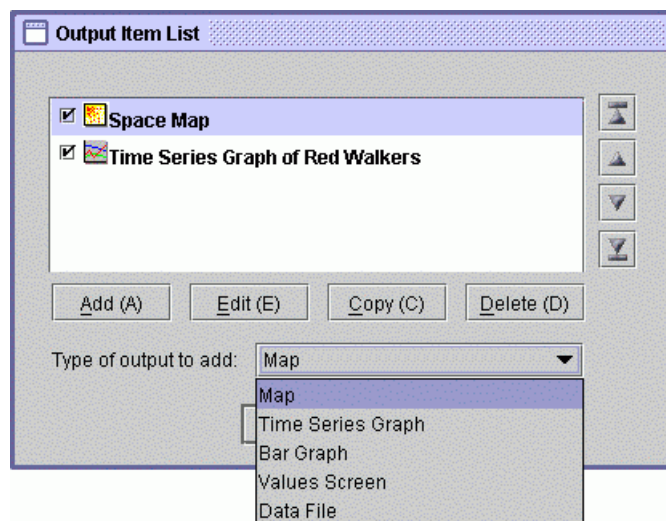 Output Item List
Space Map
Time Series Graph of Red Walkers
Add (A) Edit (E) Copy (C) Delete (D)
Type of output to add: Map
Map
Time Series Graph
Bar Graph
Values Screen
Data File